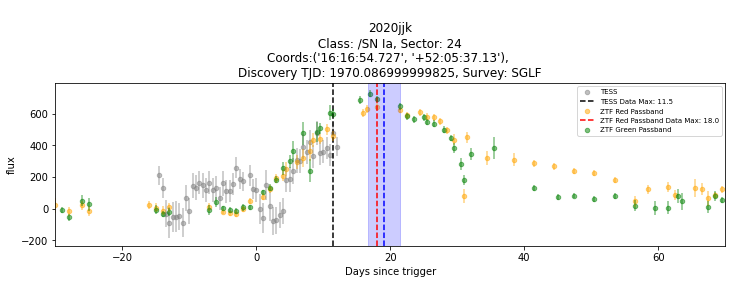 2020jjk
Class: /SN Ia, Sector: 24
Coords:('16:16:54.727', '+52:05:37.13'),
Discovery TJD: 1970.086999999825, Survey: SGLF
TESS
TESS Data Max: 11.5
ZTF Red Passband
ZTF Red Passband Data Max: 18.0
ZTF Green Passband
flux
600
400
200
0
−200
−20
0
20
40
60
Days since trigger